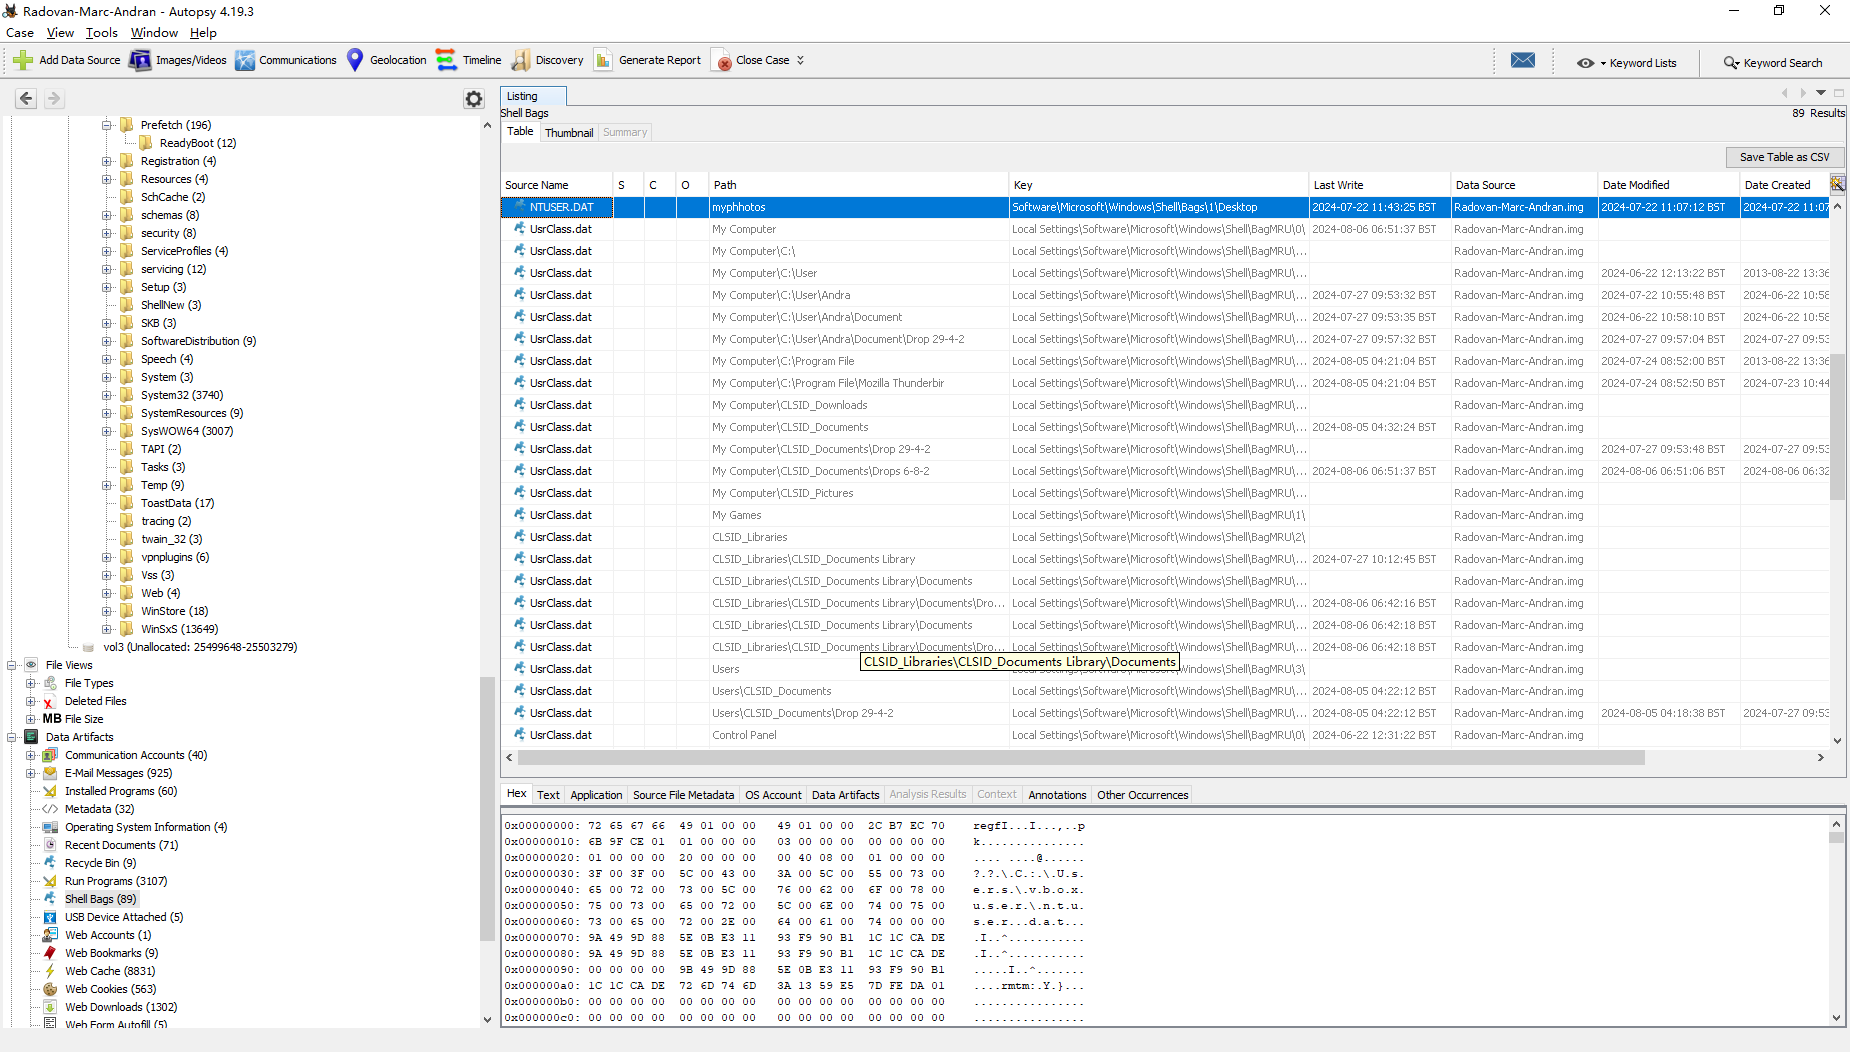 Radovan-Marc-Andran - Autopsy 4.19.3
Case View Tools Window Help
Add Data Source Images/Videos Communications Geolocation Timeline Discovery Generate Report Close Case Keyword Lists Keyword Search
Prefetch (196)
ReadyBoot (12)
Registration (4)
Resources (4)
SchCache (2)
schemas (8)
security (8)
ServiceProfiles (4)
servicing (12)
Setup (3)
ShellNew (3)
SKB (3)
SoftwareDistribution (9)
Speech (4)
System (3)
System32 (3740)
SystemResources (9)
SysWOW64 (3007)
TAPI (2)
Tasks (3)
Temp (9)
ToastData (17)
tracing (2)
twain_32 (3)
vpnplugins (6)
Vss (3)
Web (4)
WinStore (18)
WinSxS (13649)
vol3 (Unallocated: 25499648-25503279)
File Views
File Types
Deleted Files
MB File Size
Data Artifacts
Communication Accounts (40)
E-Mail Messages (925)
Installed Programs (60)
Metadata (32)
Operating System Information (4)
Recent Documents (71)
Recycle Bin (9)
Run Programs (3107)
Shell Bags (89)
USB Device Attached (5)
Web Accounts (1)
Web Bookmarks (9)
Web Cache (8831)
Web Cookies (563)
Web Downloads (1302)
Web Form Autofill (5)
Listing
Shell Bags
89 Results
Table Thumbnail Summary
Save Table as CSV
Source Name S C O Path Key Last Write Data Source Date Modified Date Created
NTUSER.DAT myphhotos Software\Microsoft\Windows\Shell\Bags\1\Desktop 2024-07-22 11:43:25 BST Radovan-Marc-Andran.img 2024-07-22 11:07:12 BST 2024-07-22 11:07
UsrClass.dat My Computer Local Settings\Software\Microsoft\Windows\Shell\BagMRU\0\ 2024-08-06 06:51:37 BST Radovan-Marc-Andran.img
UsrClass.dat My Computer\C:\ Local Settings\Software\Microsoft\Windows\Shell\BagMRU\... Radovan-Marc-Andran.img
UsrClass.dat My Computer\C:\User Local Settings\Software\Microsoft\Windows\Shell\BagMRU\... Radovan-Marc-Andran.img 2024-06-22 12:13:22 BST 2013-08-22 13:36
UsrClass.dat My Computer\C:\User\Andra Local Settings\Software\Microsoft\Windows\Shell\BagMRU\... 2024-07-27 09:53:32 BST Radovan-Marc-Andran.img 2024-07-22 10:55:48 BST 2024-06-22 10:58
UsrClass.dat My Computer\C:\User\Andra\Document Local Settings\Software\Microsoft\Windows\Shell\BagMRU\... 2024-07-27 09:53:35 BST Radovan-Marc-Andran.img 2024-06-22 10:58:10 BST 2024-06-22 10:58
UsrClass.dat My Computer\C:\User\Andra\Document\Drop 29-4-2 Local Settings\Software\Microsoft\Windows\Shell\BagMRU\... 2024-07-27 09:57:32 BST Radovan-Marc-Andran.img 2024-07-27 09:57:04 BST 2024-07-27 09:53
UsrClass.dat My Computer\C:\Program File Local Settings\Software\Microsoft\Windows\Shell\BagMRU\... 2024-08-05 04:21:04 BST Radovan-Marc-Andran.img 2024-07-24 08:52:00 BST 2013-08-22 13:36
UsrClass.dat My Computer\C:\Program File\Mozilla Thunderbir Local Settings\Software\Microsoft\Windows\Shell\BagMRU\... 2024-08-05 04:21:04 BST Radovan-Marc-Andran.img 2024-07-24 08:52:50 BST 2024-07-23 10:44
UsrClass.dat My Computer\CLSID_Downloads Local Settings\Software\Microsoft\Windows\Shell\BagMRU\... Radovan-Marc-Andran.img
UsrClass.dat My Computer\CLSID_Documents Local Settings\Software\Microsoft\Windows\Shell\BagMRU\... 2024-08-05 04:32:24 BST Radovan-Marc-Andran.img
UsrClass.dat My Computer\CLSID_Documents\Drop 29-4-2 Local Settings\Software\Microsoft\Windows\Shell\BagMRU\... Radovan-Marc-Andran.img 2024-07-27 09:53:48 BST 2024-07-27 09:53
UsrClass.dat My Computer\CLSID_Documents\Drops 6-8-2 Local Settings\Software\Microsoft\Windows\Shell\BagMRU\... 2024-08-06 06:51:37 BST Radovan-Marc-Andran.img 2024-08-06 06:51:06 BST 2024-08-06 06:32
UsrClass.dat My Computer\CLSID_Pictures Local Settings\Software\Microsoft\Windows\Shell\BagMRU\... Radovan-Marc-Andran.img
UsrClass.dat My Games Local Settings\Software\Microsoft\Windows\Shell\BagMRU\1\ Radovan-Marc-Andran.img
UsrClass.dat CLSID_Libraries Local Settings\Software\Microsoft\Windows\Shell\BagMRU\2\ Radovan-Marc-Andran.img
UsrClass.dat CLSID_Libraries\CLSID_Documents Library Local Settings\Software\Microsoft\Windows\Shell\BagMRU\... 2024-07-27 10:12:45 BST Radovan-Marc-Andran.img
UsrClass.dat CLSID_Libraries\CLSID_Documents Library\Documents Local Settings\Software\Microsoft\Windows\Shell\BagMRU\... Radovan-Marc-Andran.img
UsrClass.dat CLSID_Libraries\CLSID_Documents Library\Documents\Dro... Local Settings\Software\Microsoft\Windows\Shell\BagMRU\... 2024-08-06 06:42:16 BST Radovan-Marc-Andran.img
UsrClass.dat CLSID_Libraries\CLSID_Documents Library\Documents Local Settings\Software\Microsoft\Windows\Shell\BagMRU\... 2024-08-06 06:42:18 BST Radovan-Marc-Andran.img
UsrClass.dat CLSID_Libraries\CLSID_Documents Library\Documents\Dro... Local Settings\Software\Microsoft\Windows\Shell\BagMRU\... 2024-08-06 06:42:18 BST Radovan-Marc-Andran.img
CLSID_Libraries\CLSID_Documents Library\Documents
UsrClass.dat Users Windows\Shell\BagMRU\3\ Radovan-Marc-Andran.img
UsrClass.dat Users\CLSID_Documents Local Settings\Software\Microsoft\Windows\Shell\BagMRU\... 2024-08-05 04:22:12 BST Radovan-Marc-Andran.img
UsrClass.dat Users\CLSID_Documents\Drop 29-4-2 Local Settings\Software\Microsoft\Windows\Shell\BagMRU\... 2024-08-05 04:22:12 BST Radovan-Marc-Andran.img 2024-08-05 04:18:38 BST 2024-07-27 09:53
UsrClass.dat Control Panel Local Settings\Software\Microsoft\Windows\Shell\BagMRU\0\ 2024-06-22 12:31:22 BST Radovan-Marc-Andran.img
Hex Text Application Source File Metadata OS Account Data Artifacts Analysis Results Context Annotations Other Occurrences
0x00000000: 72 65 67 66 49 01 00 00 49 01 00 00 2C B7 EC 70 regfI...I...,..p
0x00000010: 6B 9F CE 01 01 00 00 00 03 00 00 00 00 00 00 00 k...............
0x00000020: 01 00 00 00 20 00 00 00 00 40 08 00 01 00 00 00 .... ....@......
0x00000030: 3F 00 3F 00 5C 00 43 00 3A 00 5C 00 55 00 73 00 ?.?.\.C.:.\.U.s.
0x00000040: 65 00 72 00 73 00 5C 00 76 00 62 00 6F 00 78 00 e.r.s.\.v.b.o.x.
0x00000050: 75 00 73 00 65 00 72 00 5C 00 6E 00 74 00 75 00 u.s.e.r.\.n.t.u.
0x00000060: 73 00 65 00 72 00 2E 00 64 00 61 00 74 00 00 00 s.e.r...d.a.t...
0x00000070: 9A 49 9D 88 5E 0B E3 11 93 F9 90 B1 1C 1C CA DE .I..^...........
0x00000080: 9A 49 9D 88 5E 0B E3 11 93 F9 90 B1 1C 1C CA DE .I..^...........
0x00000090: 00 00 00 00 9B 49 9D 88 5E 0B E3 11 93 F9 90 B1 .....I..^.......
0x000000a0: 1C 1C CA DE 72 6D 74 6D 3A 13 59 E5 7D FE DA 01 ....rmtm:.Y.}...
0x000000b0: 00 00 00 00 00 00 00 00 00 00 00 00 00 00 00 00 ................
0x000000c0: 00 00 00 00 00 00 00 00 00 00 00 00 00 00 00 00 ................